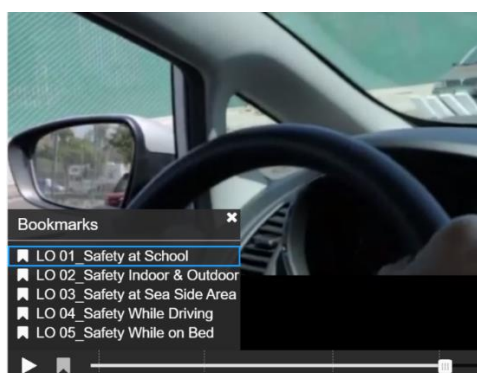 Bookmarks
LO 01_Safety at School
LO 02_Safety Indoor & Outdoor
LO 03_Safety at Sea Side Area
LO 04_Safety While Driving
LO 05_Safety While on Bed